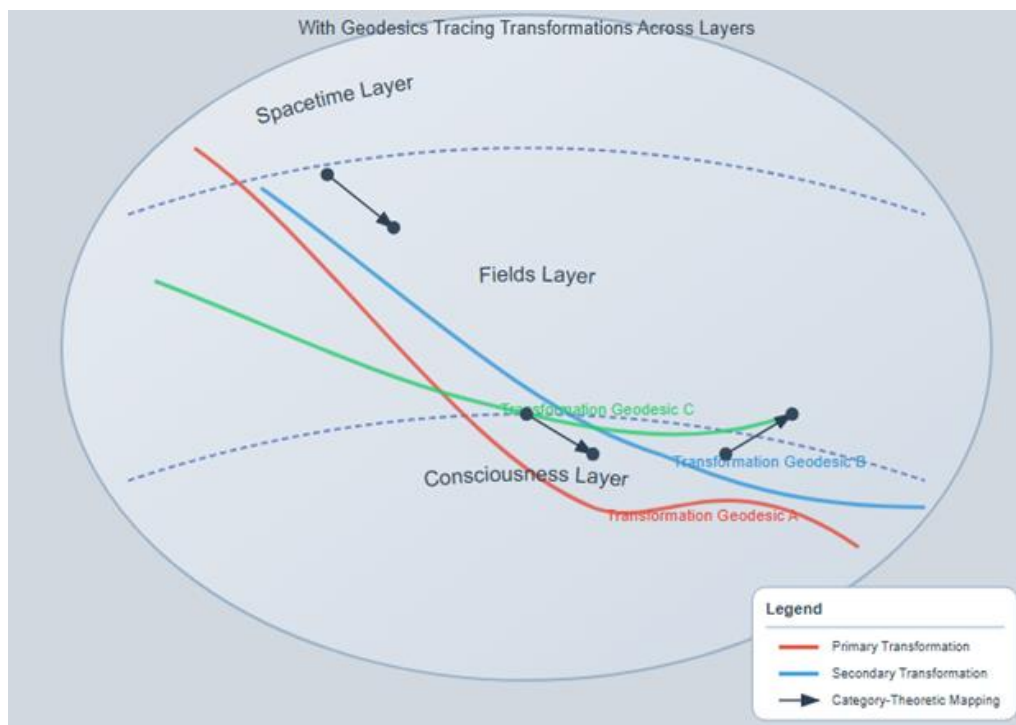 With Geodesics Tracing Transformations Across Layers
Spacetime Layer
Fields Layer
Transformation Geodesic C
Transformation Geodesic B
Consciousness Layer
Transformation Geodesic A
Legend
Primary Transformation
Secondary Transformation
Category-Theoretic Mapping